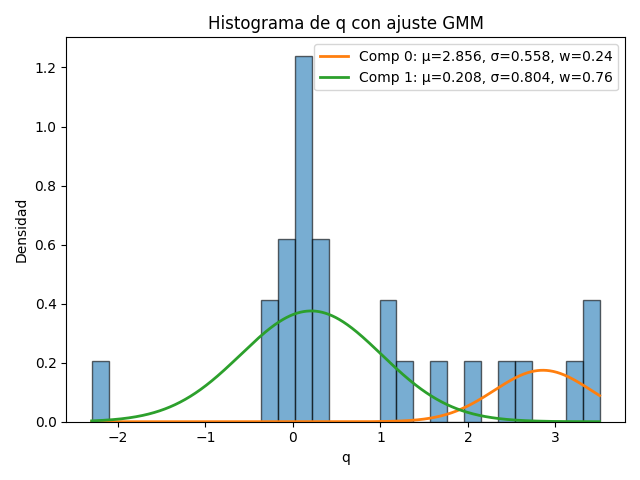 Histograma de q con ajuste GMM
Comp 0: μ=2.856, σ=0.558, w=0.24
Comp 1: μ=0.208, σ=0.804, w=0.76
Densidad
1.2
1.0
0.8
0.6
0.4
0.2
0.0
−2 −1 0 1 2 3
q